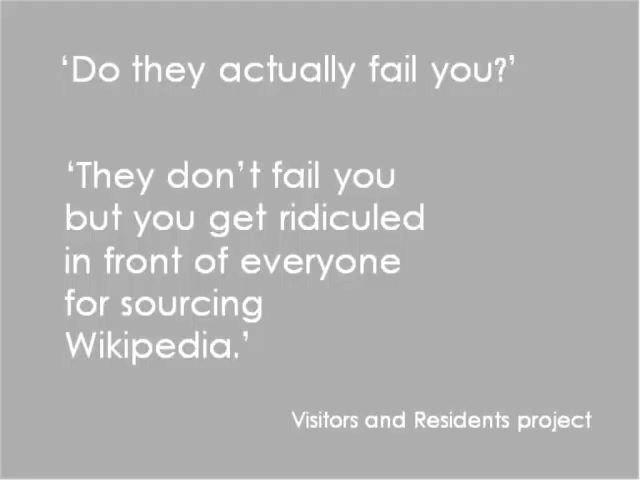 ‘Do they actually fail you?’
‘They don’t fail you
but you get ridiculed
in front of everyone
for sourcing
Wikipedia.’
Visitors and Residents project